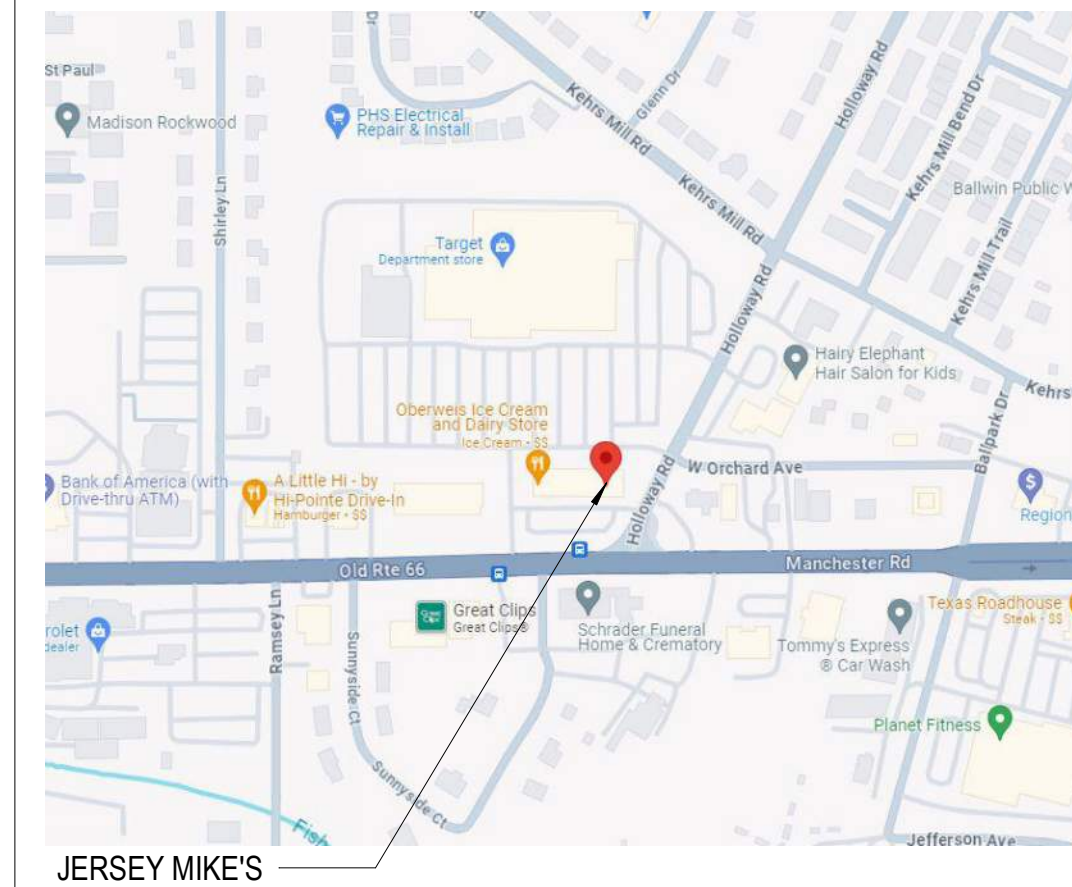 St Paul
Madison Rockwood
PHS Electrical
Repair & Install
Dr
Glenn Dr
Kehrs Mill Rd
Holloway Rd
Kehrs Mill Bend Dr
Ballwin Public
Kehrs Mill Rd
Shirley Ln
Target
Department store
Holloway Rd
Kehrs Mill Trail
Hairy Elephant
Hair Salon for Kids
Kehrs
Oberweis Ice Cream
and Dairy Store
Ice Cream • $$
Ballpark Dr
W Orchard Ave
Bank of America (with
Drive-thru ATM)
A Little Hi - by
Hi-Pointe Drive-In
Hamburger • $$
Holloway Rd
$
Region
Old Rte 66
Manchester Rd
Ramsey Ln
Great Clips
Great Clips®
Schrader Funeral
Home & Crematory
Texas Roadhouse
Steak • $$
Tommy's Express
® Car Wash
rolet
dealer
Sunnyside Ct
Planet Fitness
Sunnyside Ct
Fish
Jefferson Ave
JERSEY MIKE'S